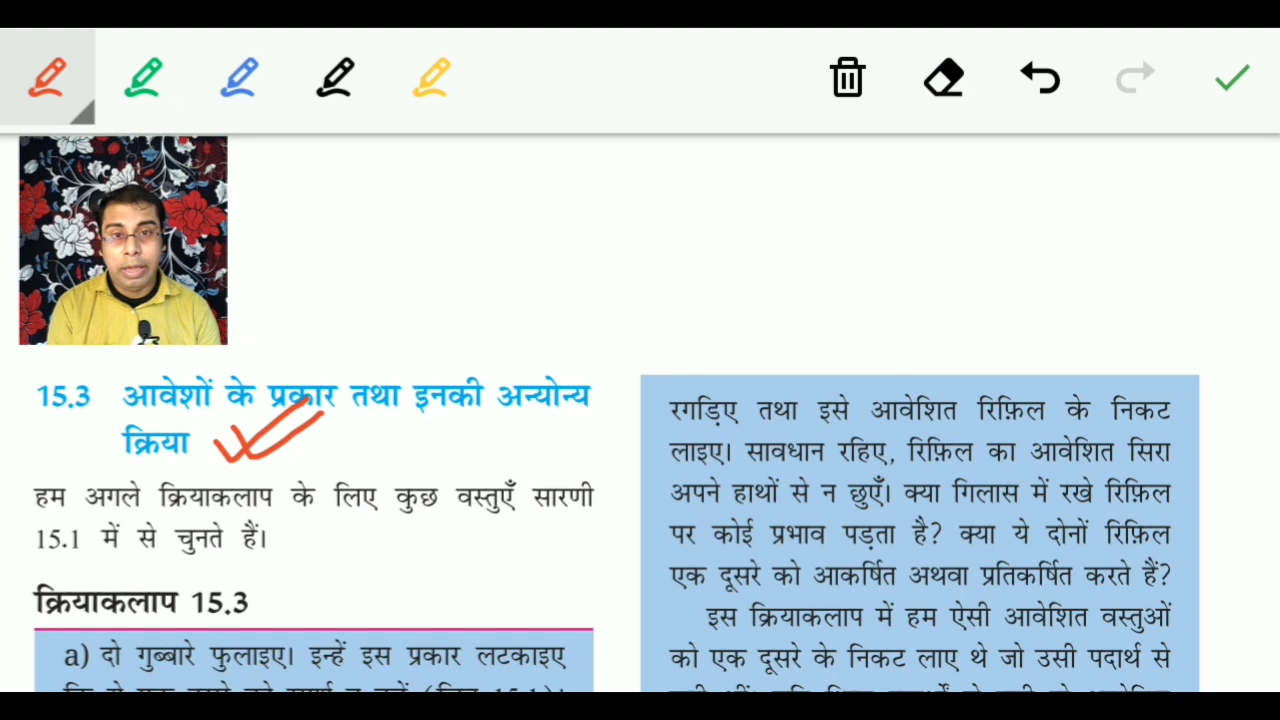 15.3 आवेशों के प्रकार तथा इनकी अन्योन्य
क्रिया
हम अगले क्रियाकलाप के लिए कुछ वस्तुएँ सारणी
15.1 में से चुनते हैं।
क्रियाकलाप 15.3
a) दो गुब्बारे फुलाइए। इन्हें इस प्रकार लटकाइए
रगड़िए तथा इसे आवेशित रिफ़िल के निकट
लाइए। सावधान रहिए, रिफ़िल का आवेशित सिरा
अपने हाथों से न छुएँ। क्या गिलास में रखे रिफ़िल
पर कोई प्रभाव पड़ता है? क्या ये दोनों रिफ़िल
एक दूसरे को आकर्षित अथवा प्रतिकर्षित करते हैं?
इस क्रियाकलाप में हम ऐसी आवेशित वस्तुओं
को एक दूसरे के निकट लाए थे जो उसी पदार्थ से